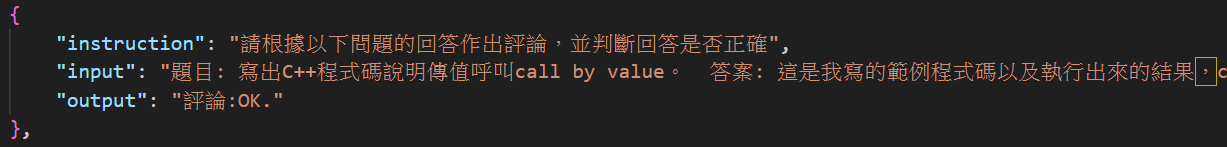 {
"instruction": "請根據以下問題的回答作出評論，並判斷回答是否正確",
"input": "題目: 寫出C++程式碼說明傳值呼叫call by value。  答案: 這是我寫的範例程式碼以及執行出來的結果，c
"output": "評論:OK."
},